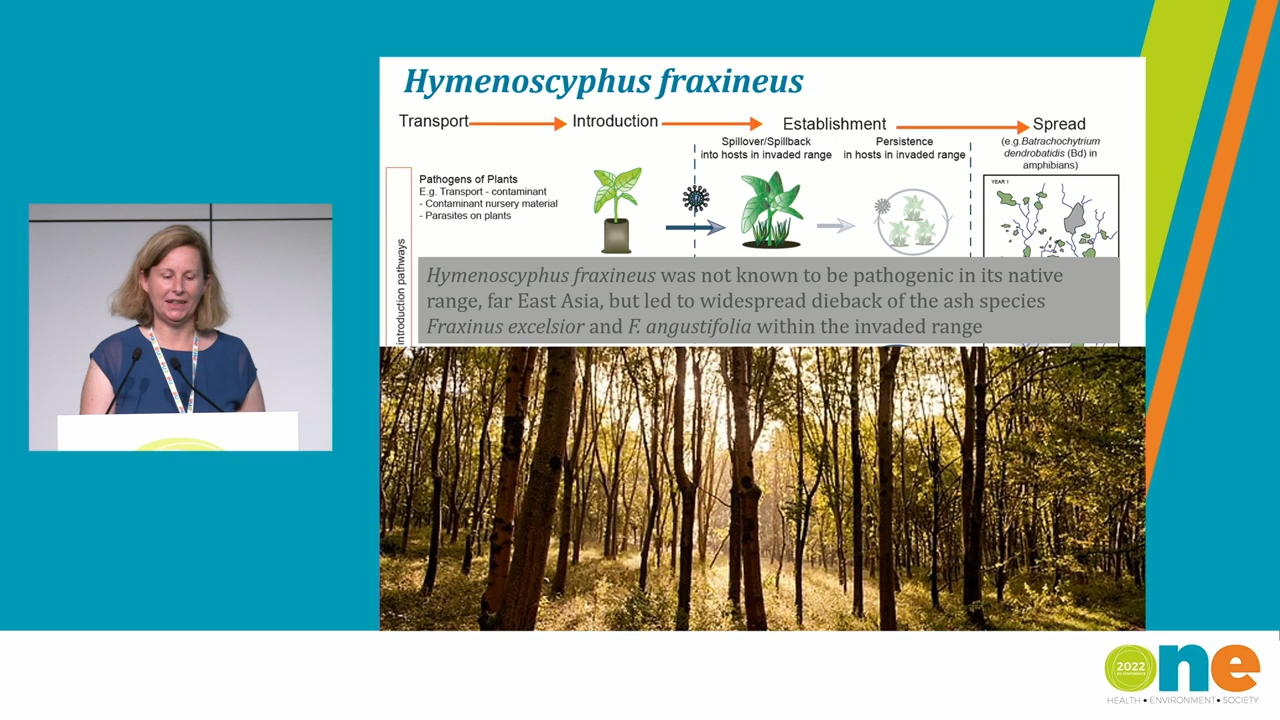 Hymenoscyphus fraxineus
Transport
Introduction
Establishment
Spread
Spillover/Spillback
into hosts in invaded range
Persistence
in hosts in invaded range
(e.g.Batrachochytrium
dendrobatidis (Bd) in
amphibians)
Pathogens of Plants
E.g. Transport - contaminant
- Contaminant nursery material
- Parasites on plants
YEAR 1
introduction pathways
Hymenoscyphus fraxineus was not known to be pathogenic in its native
range, far East Asia, but led to widespread dieback of the ash species
Fraxinus excelsior and F. angustifolia within the invaded range
2022
one
HEALTH • ENVIRONMENT • SOCIETY